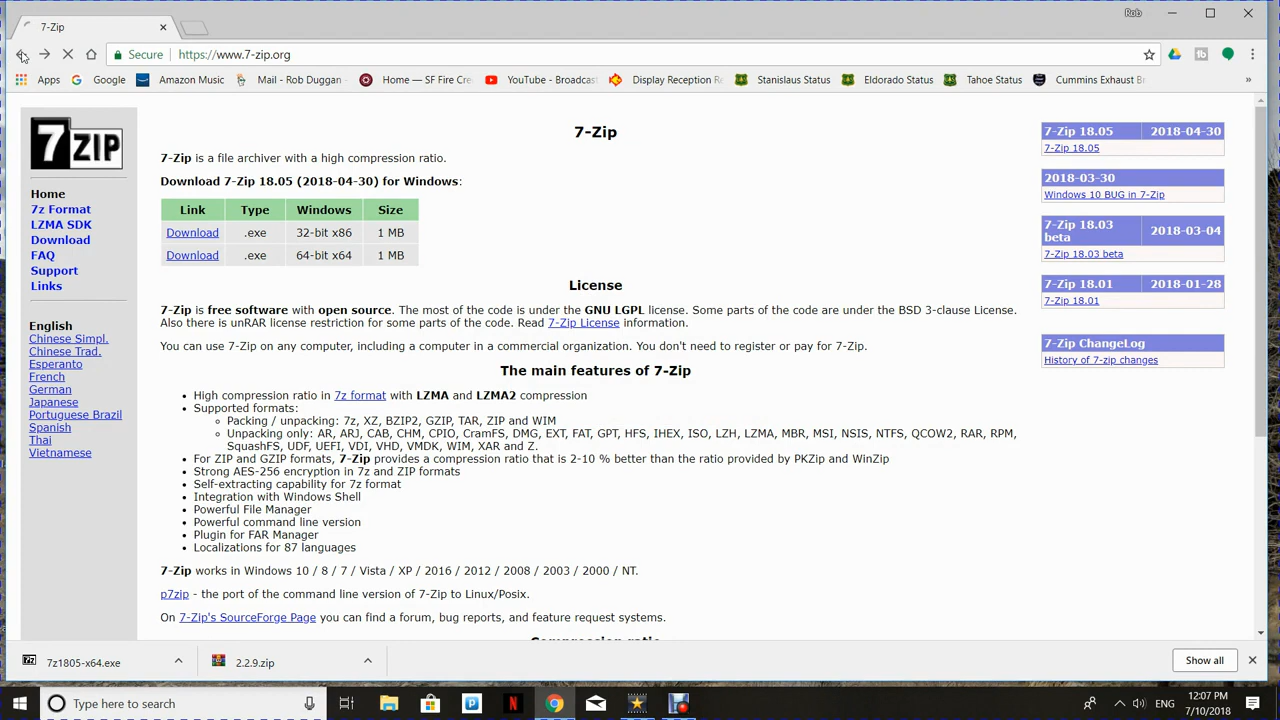 7-Zip
Rob
Secure https://www.7-zip.org
Apps Google Amazon Music Mail - Rob Duggan Home — SF Fire Cre YouTube - Broadcast Display Reception Stanislaus Status Eldorado Status Tahoe Status Cummins Exhaust Br »
7ZIP
Home
7z Format
LZMA SDK
Download
FAQ
Support
Links
English
Chinese Simpl.
Chinese Trad.
Esperanto
French
German
Japanese
Portuguese Brazil
Spanish
Thai
Vietnamese
7-Zip
7-Zip is a file archiver with a high compression ratio.
Download 7-Zip 18.05 (2018-04-30) for Windows:
Link Type Windows Size
Download .exe 32-bit x86 1 MB
Download .exe 64-bit x64 1 MB
License
7-Zip is free software with open source. The most of the code is under the GNU LGPL license. Some parts of the code are under the BSD 3-clause License.
Also there is unRAR license restriction for some parts of the code. Read 7-Zip License information.
You can use 7-Zip on any computer, including a computer in a commercial organization. You don't need to register or pay for 7-Zip.
The main features of 7-Zip
• High compression ratio in 7z format with LZMA and LZMA2 compression
• Supported formats:
◦ Packing / unpacking: 7z, XZ, BZIP2, GZIP, TAR, ZIP and WIM
◦ Unpacking only: AR, ARJ, CAB, CHM, CPIO, CramFS, DMG, EXT, FAT, GPT, HFS, IHEX, ISO, LZH, LZMA, MBR, MSI, NSIS, NTFS, QCOW2, RAR, RPM,
SquashFS, UDF, UEFI, VDI, VHD, VMDK, WIM, XAR and Z.
• For ZIP and GZIP formats, 7-Zip provides a compression ratio that is 2-10 % better than the ratio provided by PKZip and WinZip
• Strong AES-256 encryption in 7z and ZIP formats
• Self-extracting capability for 7z format
• Integration with Windows Shell
• Powerful File Manager
• Powerful command line version
• Plugin for FAR Manager
• Localizations for 87 languages
7-Zip works in Windows 10 / 8 / 7 / Vista / XP / 2016 / 2012 / 2008 / 2003 / 2000 / NT.
p7zip - the port of the command line version of 7-Zip to Linux/Posix.
On 7-Zip's SourceForge Page you can find a forum, bug reports, and feature request systems.
Compression ratio
7-Zip 18.05 2018-04-30
7-Zip 18.05
2018-03-30
Windows 10 BUG in 7-Zip
7-Zip 18.03 beta 2018-03-04
7-Zip 18.03 beta
7-Zip 18.01 2018-01-28
7-Zip 18.01
7-Zip ChangeLog
History of 7-zip changes
7z1805-x64.exe 2.2.9.zip Show all
Type here to search
12:07 PM
7/10/2018